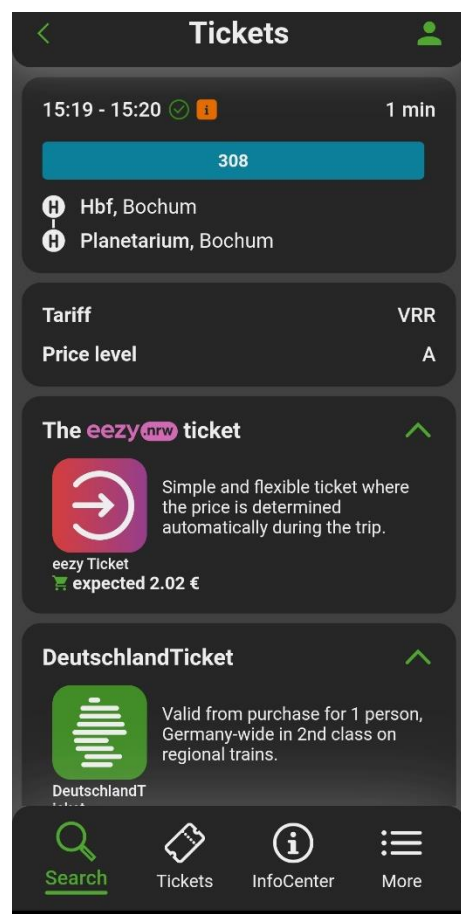 Tickets
15:19 - 15:20 i 1 min
308
H Hbf, Bochum
H Planetarium, Bochum
Tariff VRR
Price level A
The eezy.nrw ticket
Simple and flexible ticket where
the price is determined
automatically during the trip.
eezy Ticket
expected 2.02 €
DeutschlandTicket
Valid from purchase for 1 person,
Germany-wide in 2nd class on
regional trains.
DeutschlandT
Search Tickets InfoCenter More